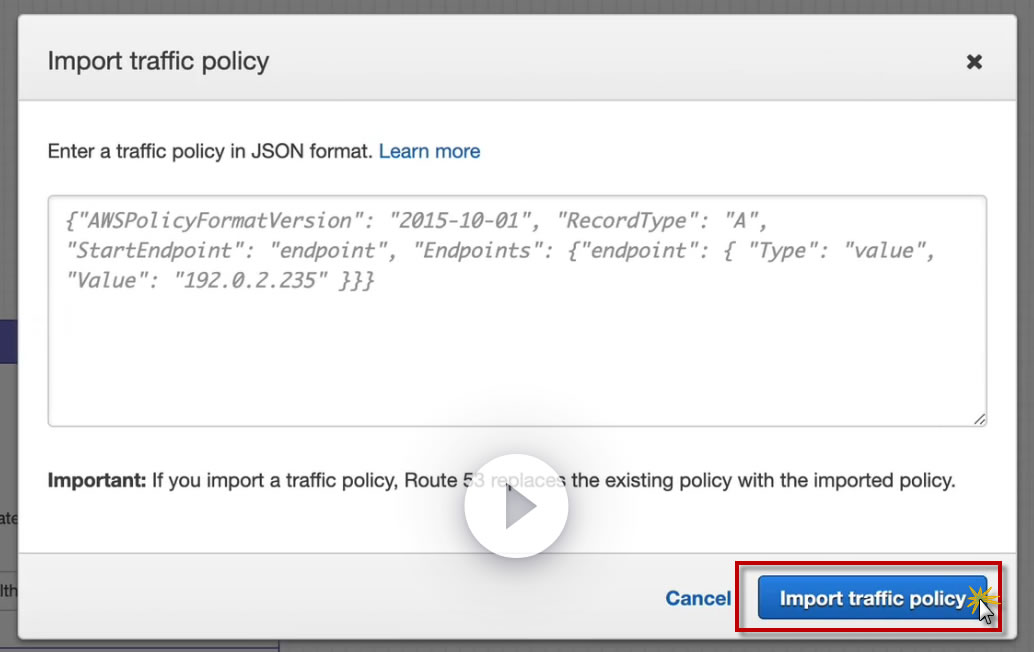 Import traffic policy
Enter a traffic policy in JSON format. Learn more
{"AWSPolicyFormatVersion": "2015-10-01", "RecordType": "A",
"StartEndpoint": "endpoint", "Endpoints": {"endpoint": { "Type": "value",
"Value": "192.0.2.235" }}}
Important: If you import a traffic policy, Route 53 replaces the existing policy with the imported policy.
Cancel Import traffic policy